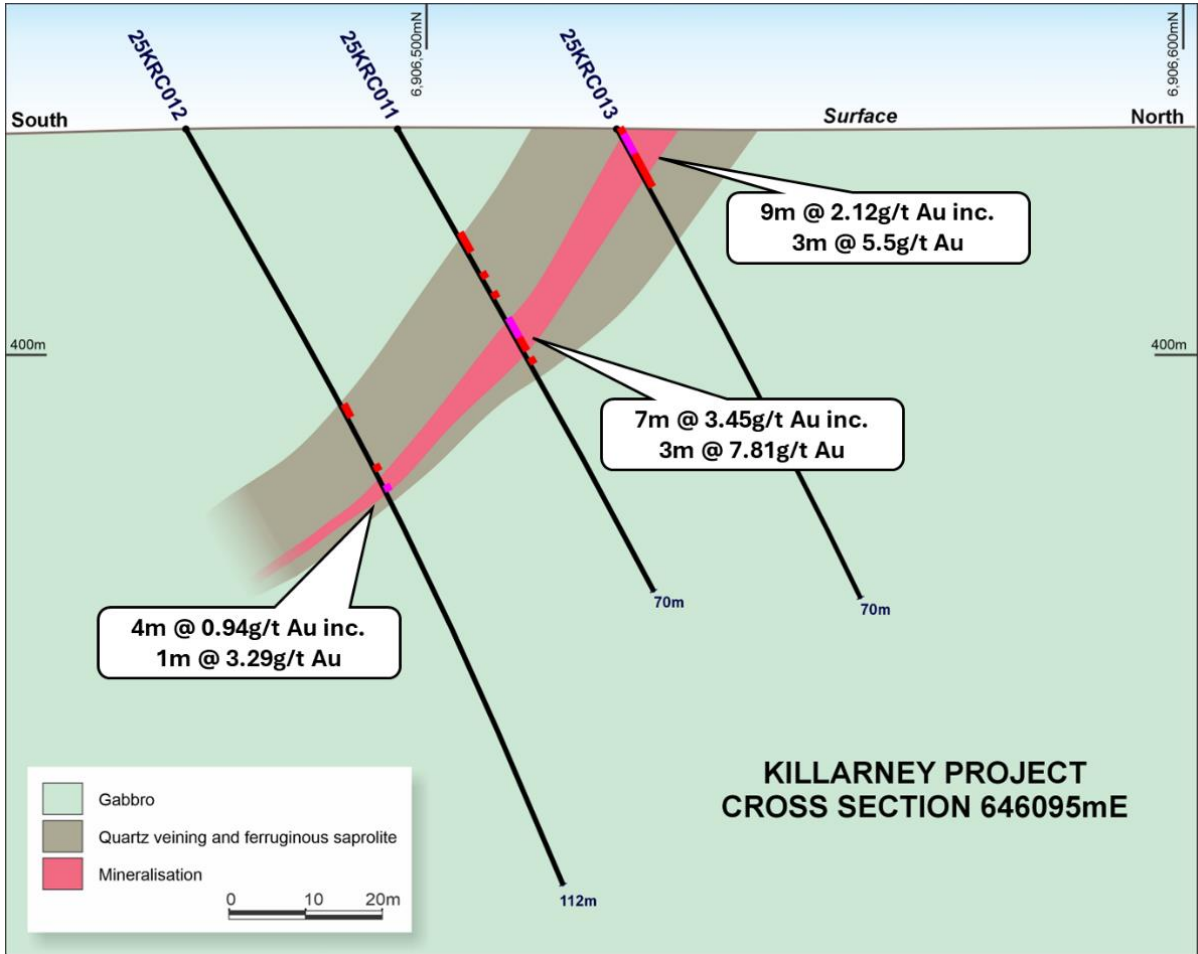 6,906,500mN
6,906,600mN
25KRC012
25KRC011
25KRC013
South
Surface
North
9m @ 2.12g/t Au inc.
3m @ 5.5g/t Au
400m
400m
7m @ 3.45g/t Au inc.
3m @ 7.81g/t Au
70m
70m
4m @ 0.94g/t Au inc.
1m @ 3.29g/t Au
KILLARNEY PROJECT
CROSS SECTION 646095mE
Gabbro
Quartz veining and ferruginous saprolite
Mineralisation
0 10 20m
112m